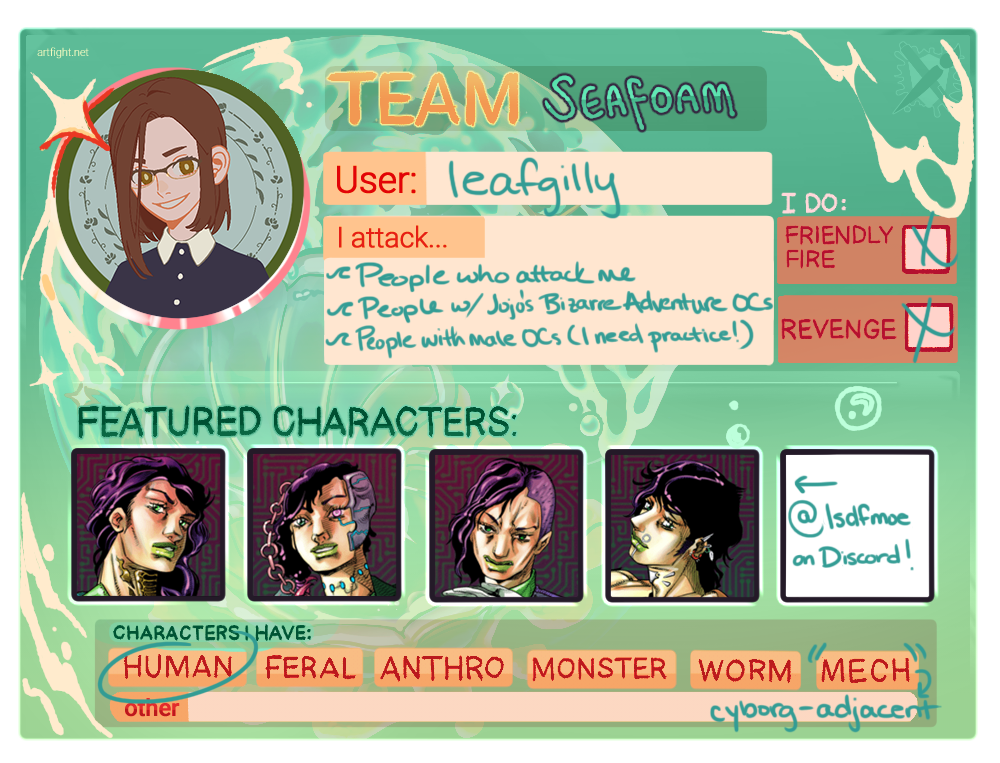 artfight.net
TEAM SEAFOAM
User: leafgilly
I attack...
People who attack me
People w/ Jojo's Bizarre Adventure OCs
People with male OCs (I need practice!)
I DO:
FRIENDLY
FIRE X
REVENGE X
FEATURED CHARACTERS:
←
@lsdfmoe
on Discord!
CHARACTERS I HAVE:
HUMAN FERAL ANTHRO MONSTER WORM "MECH"
other cyborg-adjacent